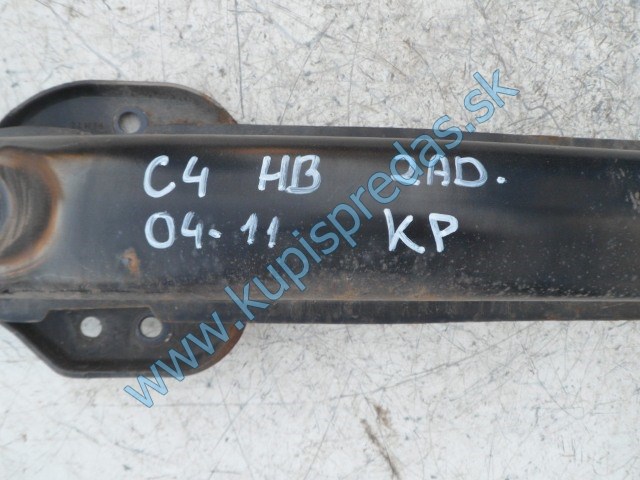 C4 HB ZAD.
04-11 KP
www.kupispredas.sk